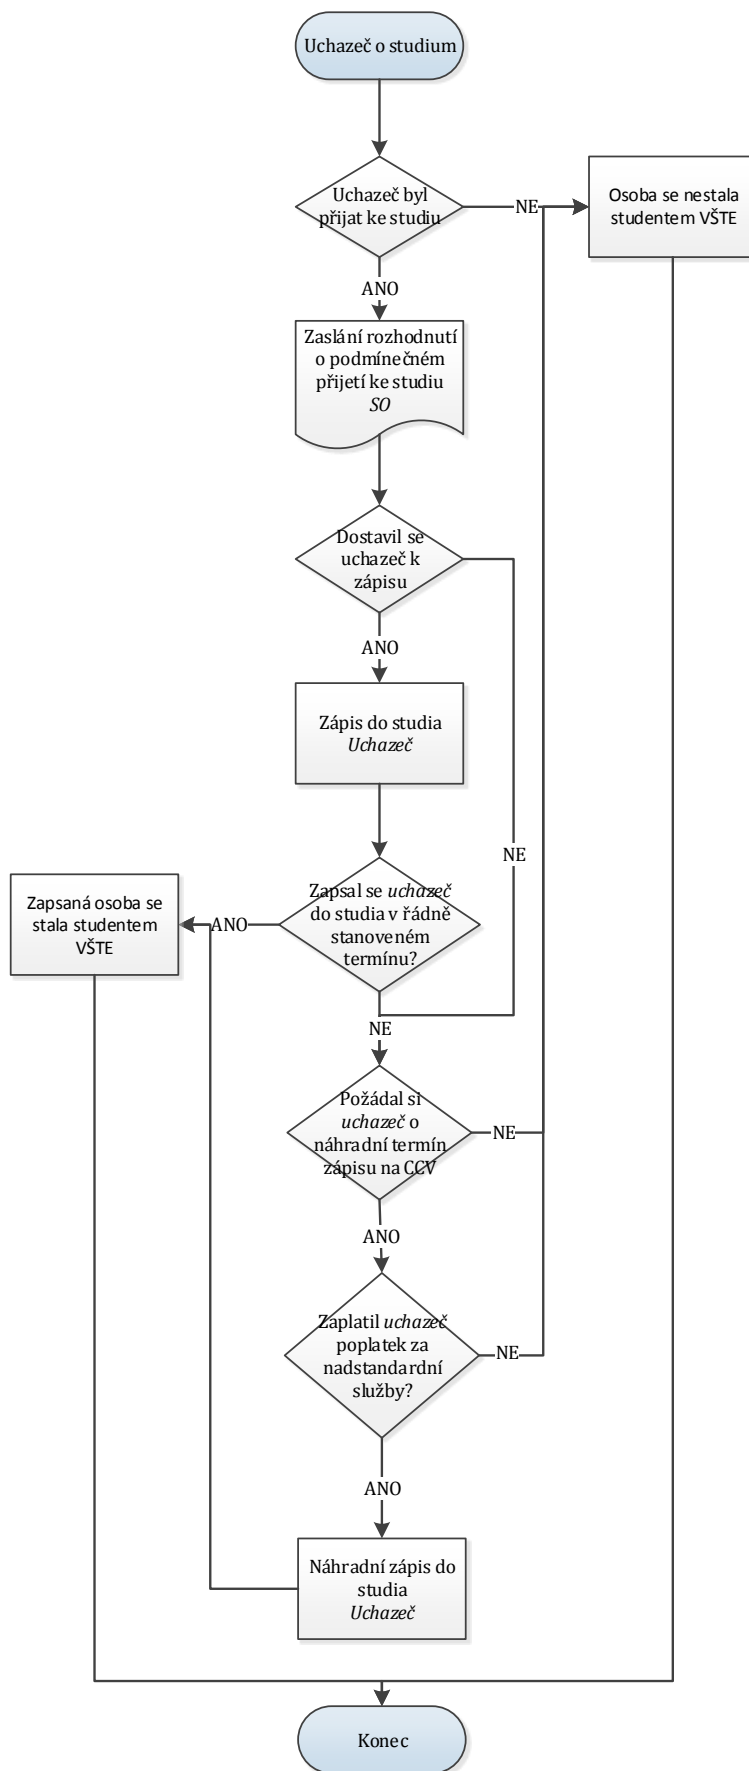 Uchazeč o studium
Uchazeč byl
přijat ke studiu
NE
Osoba se nestala
studentem VŠTE
ANO
Zaslání rozhodnutí
o podmínečném
přijetí ke studiu
SO
Dostavil se
uchazeč k
zápisu
ANO
Zápis do studia
Uchazeč
NE
Zapsaná osoba se
stala studentem
VŠTE
ANO
Zapsal se uchazeč
do studia v řádně
stanoveném
termínu?
NE
Požádal si
uchazeč o
náhradní termín
zápisu na CCV
NE
ANO
Zaplatil uchazeč
poplatek za
nadstandardní
služby?
NE
ANO
Náhradní zápis do
studia
Uchazeč
Konec